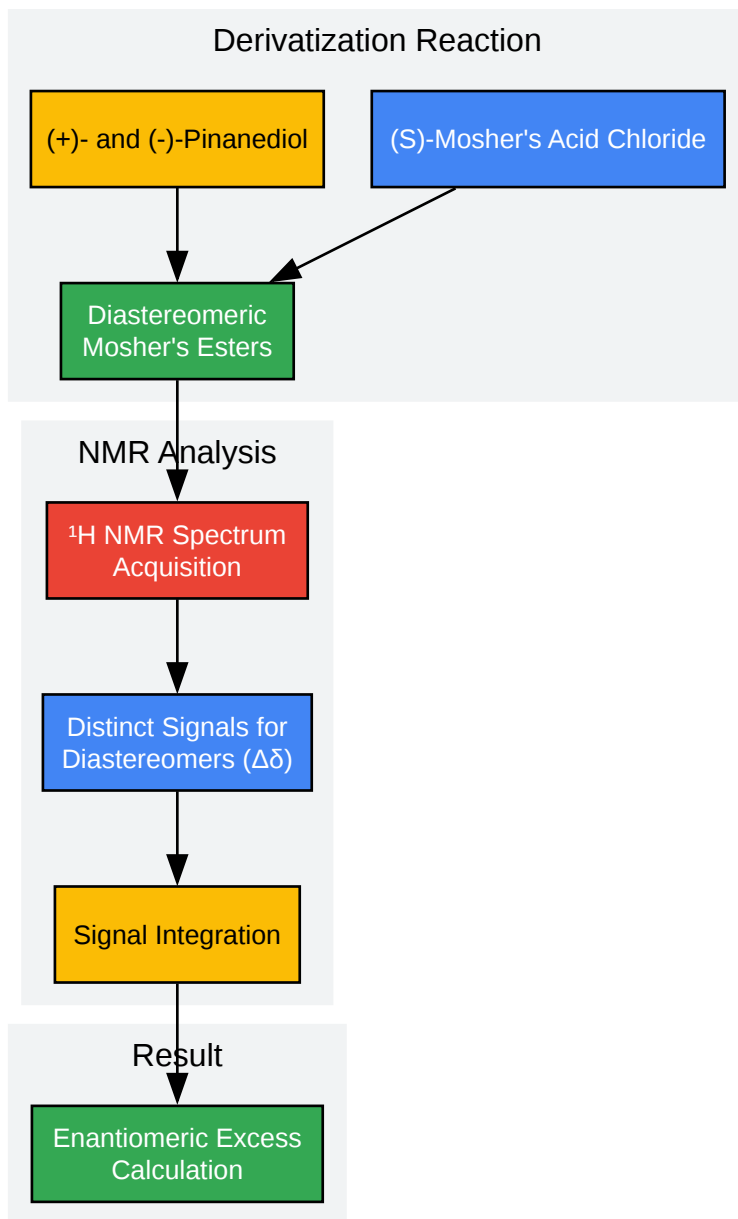 Derivatization Reaction
(+)- and (-)-Pinanediol
(S)-Mosher's Acid Chloride
Diastereomeric
Mosher's Esters
NMR Analysis
¹H NMR Spectrum
Acquisition
Distinct Signals for
Diastereomers (Δδ)
Signal Integration
Result
Enantiomeric Excess
Calculation